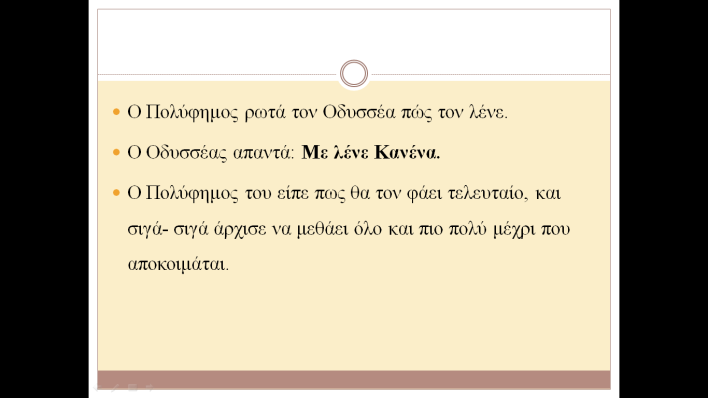 • Ο Πολύφημος ρωτά τον Οδυσσέα πώς τον λένε.
• Ο Οδυσσέας απαντά: Με λένε Κανένα.
• Ο Πολύφημος του είπε πως θα τον φάει τελευταίο, και
σιγά- σιγά άρχισε να μεθάει όλο και πιο πολύ μέχρι που
αποκοιμάται.